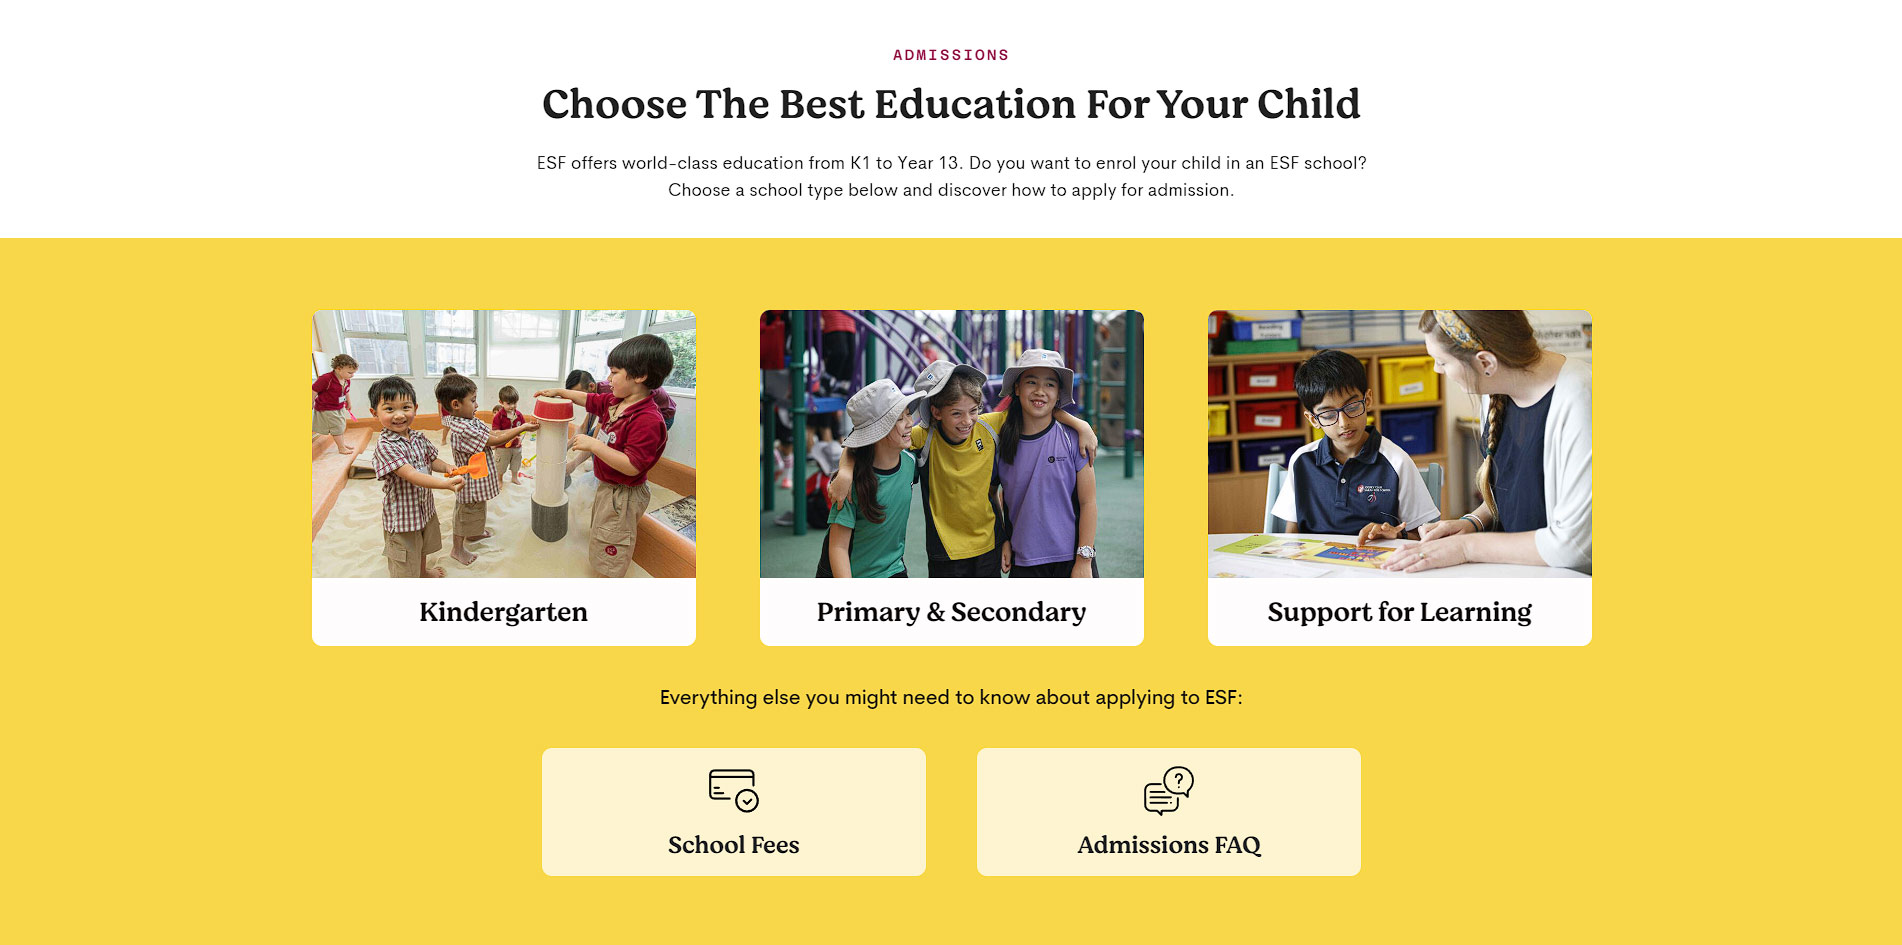 ADMISSIONS
Choose The Best Education For Your Child
ESF offers world-class education from K1 to Year 13. Do you want to enrol your child in an ESF school?
Choose a school type below and discover how to apply for admission.
Kindergarten
Primary & Secondary
Support for Learning
Everything else you might need to know about applying to ESF:
School Fees
Admissions FAQ